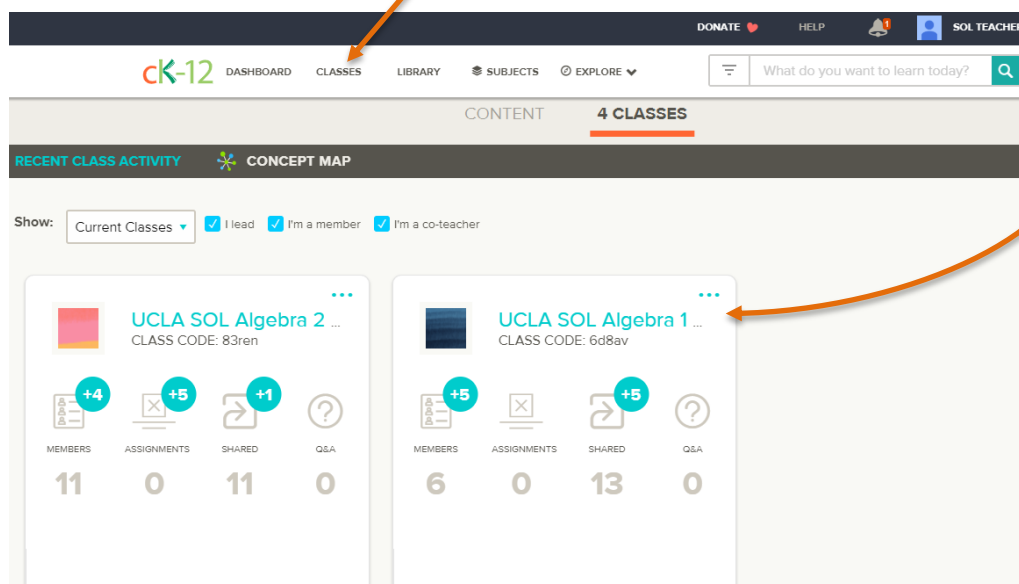 DONATE HELP 1 SOL TEACHER
cK-12 DASHBOARD CLASSES LIBRARY SUBJECTS EXPLORE What do you want to learn today?
CONTENT 4 CLASSES
RECENT CLASS ACTIVITY CONCEPT MAP
Show: Current Classes I lead I'm a member I'm a co-teacher
UCLA SOL Algebra 2 ...
CLASS CODE: 83ren
+4 +5 +1
MEMBERS ASSIGNMENTS SHARED Q&A
11 0 11 0
UCLA SOL Algebra 1 ...
CLASS CODE: 6d8av
+5 +5
MEMBERS ASSIGNMENTS SHARED Q&A
6 0 13 0